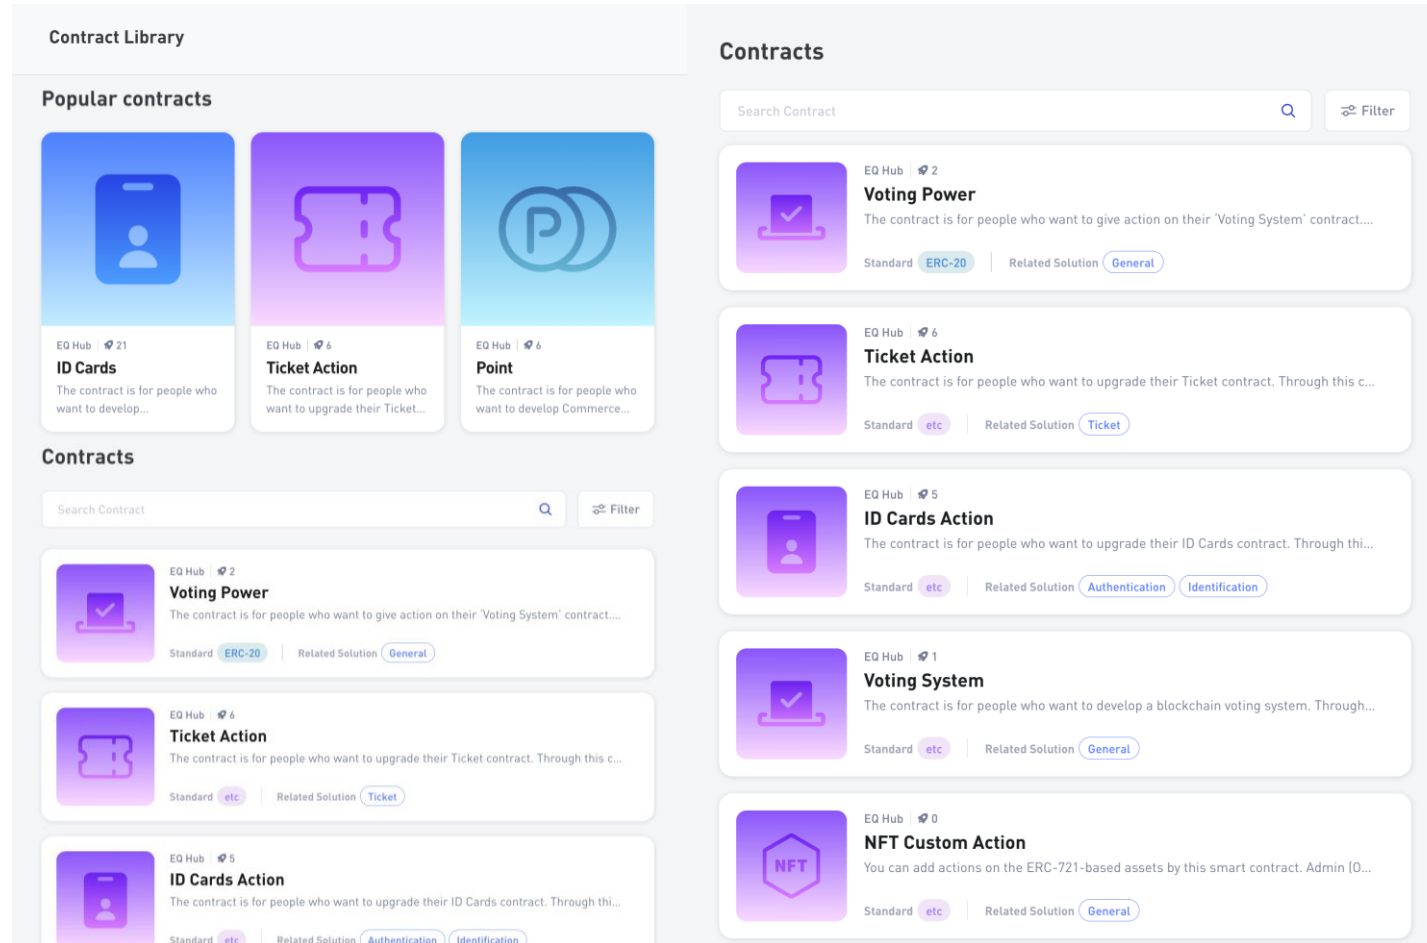 Contract Library
Popular contracts
EQ Hub 21
ID Cards
The contract is for people who
want to develop...
EQ Hub 6
Ticket Action
The contract is for people who
want to upgrade their Ticket...
P
EQ Hub 6
Point
The contract is for people who
want to develop Commerce...
Contracts
Search Contract
Filter
EQ Hub 2
Voting Power
The contract is for people who want to give action on their 'Voting System' contract....
Standard ERC-20 Related Solution General
EQ Hub 6
Ticket Action
The contract is for people who want to upgrade their Ticket contract. Through this c...
Standard etc Related Solution Ticket
EQ Hub 5
ID Cards Action
The contract is for people who want to upgrade their ID Cards contract. Through thi...
Standard etc Related Solution Authentication Identification
Contracts
Search Contract
Filter
EQ Hub 2
Voting Power
The contract is for people who want to give action on their 'Voting System' contract....
Standard ERC-20 Related Solution General
EQ Hub 6
Ticket Action
The contract is for people who want to upgrade their Ticket contract. Through this c...
Standard etc Related Solution Ticket
EQ Hub 5
ID Cards Action
The contract is for people who want to upgrade their ID Cards contract. Through thi...
Standard etc Related Solution Authentication Identification
EQ Hub 1
Voting System
The contract is for people who want to develop a blockchain voting system. Through...
Standard etc Related Solution General
NFT
EQ Hub 0
NFT Custom Action
You can add actions on the ERC-721-based assets by this smart contract. Admin (O...
Standard etc Related Solution General